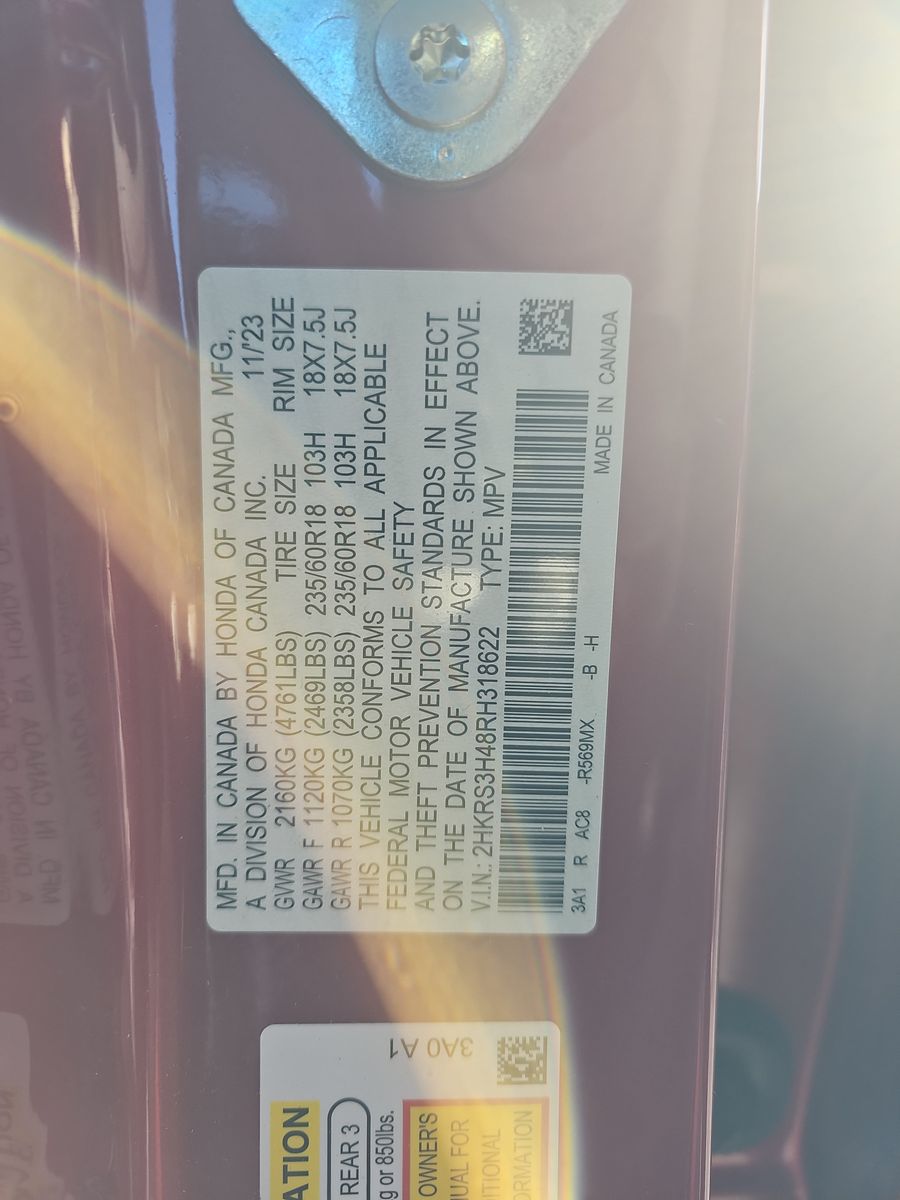 MFD. IN CANADA BY HONDA OF CANADA MFG.,
A DIVISION OF HONDA CANADA INC. 11/'23
GVWR 2160KG (4761LBS) TIRE SIZE RIM SIZE
GAWR F 1120KG (2469LBS) 235/60R18 103H 18X7.5J
GAWR R 1070KG (2358LBS) 235/60R18 103H 18X7.5J
THIS VEHICLE CONFORMS TO ALL APPLICABLE
FEDERAL MOTOR VEHICLE SAFETY
AND THEFT PREVENTION STANDARDS IN EFFECT
ON THE DATE OF MANUFACTURE SHOWN ABOVE.
V.I.N.: 2HKRS3H48RH318622 TYPE: MPV
3A1 R AC8 -R569MX -B -H MADE IN CANADA
3A0 A1
ATION
REAR 3
g or 850lbs.
OWNER'S
UAL FOR
ITIONAL
ORMATION